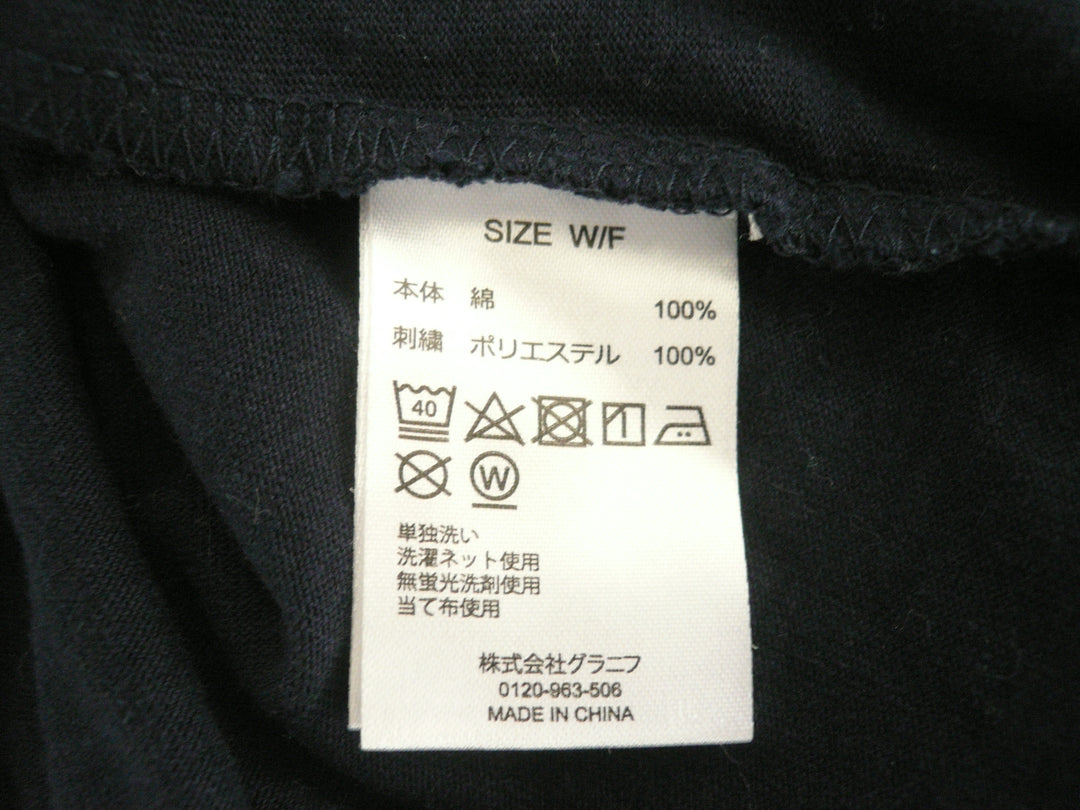 SIZE W/F
本体 綿 100%
刺繍 ポリエステル 100%
40
W
単独洗い
洗濯ネット使用
無蛍光洗剤使用
当て布使用
株式会社グラニフ
0120-963-506
MADE IN CHINA